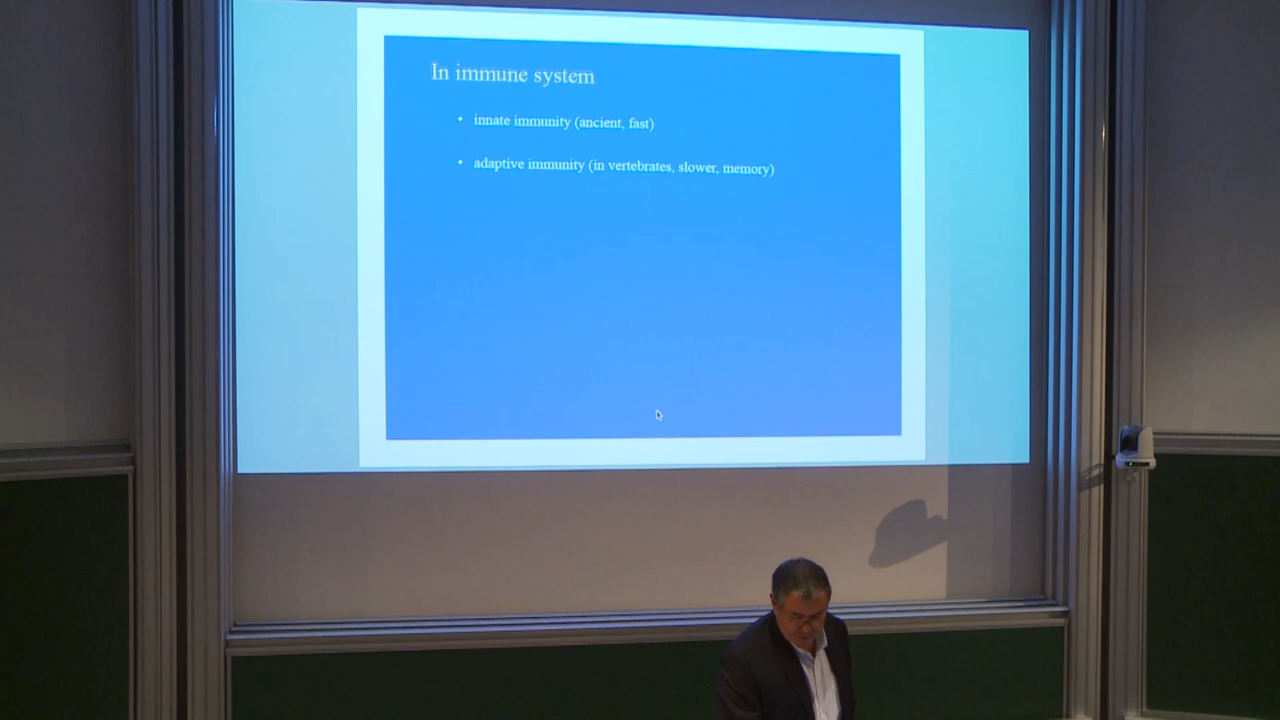 In immune system
• innate immunity (ancient, fast)
• adaptive immunity (in vertebrates, slower, memory)